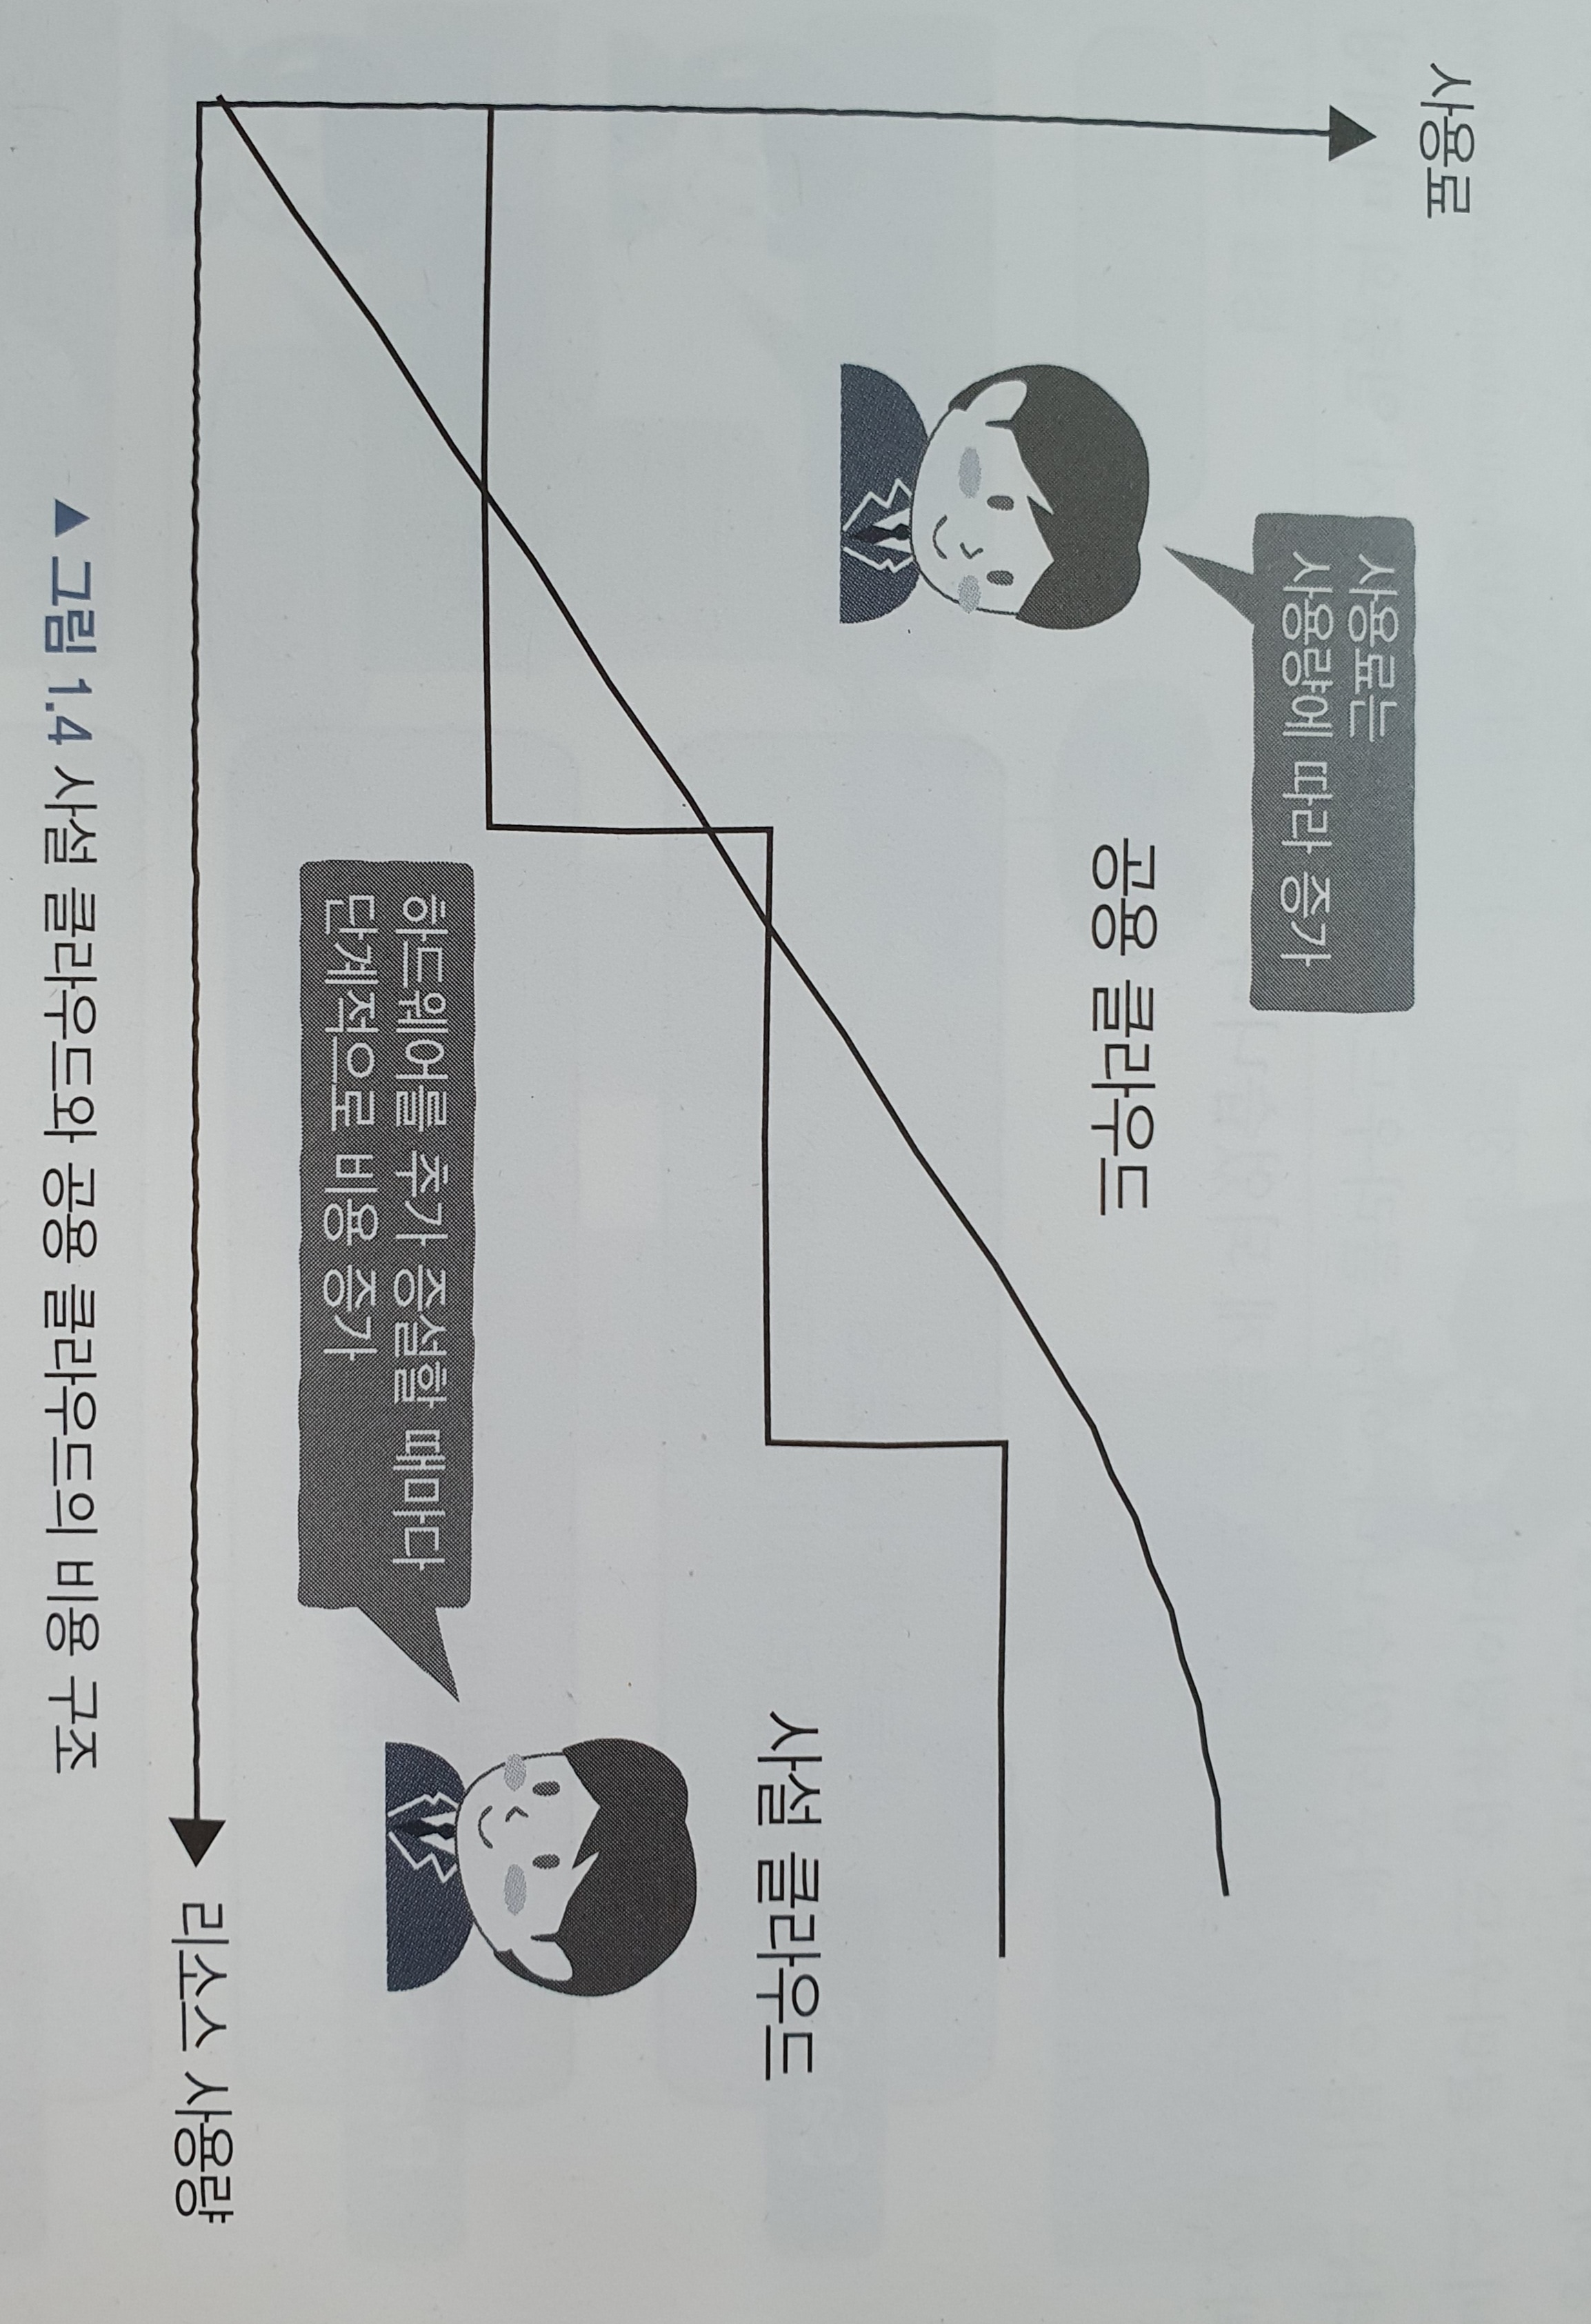 사용료
사용료는
사용량에 따라 증가
공용 클라우드
사설 클라우드
하드웨어를 추가 증설할 때마다
단계적으로 비용 증가
리소스 사용량
▲ 그림 1.4 사설 클라우드와 공용 클라우드의 비용 구조